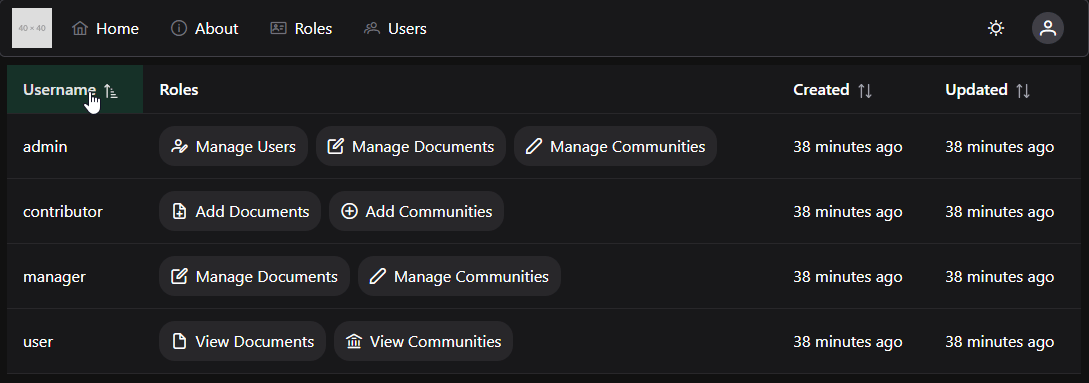 40 × 40 Home About Roles Users
Username Roles Created Updated
admin Manage Users Manage Documents Manage Communities 38 minutes ago 38 minutes ago
contributor Add Documents Add Communities 38 minutes ago 38 minutes ago
manager Manage Documents Manage Communities 38 minutes ago 38 minutes ago
user View Documents View Communities 38 minutes ago 38 minutes ago